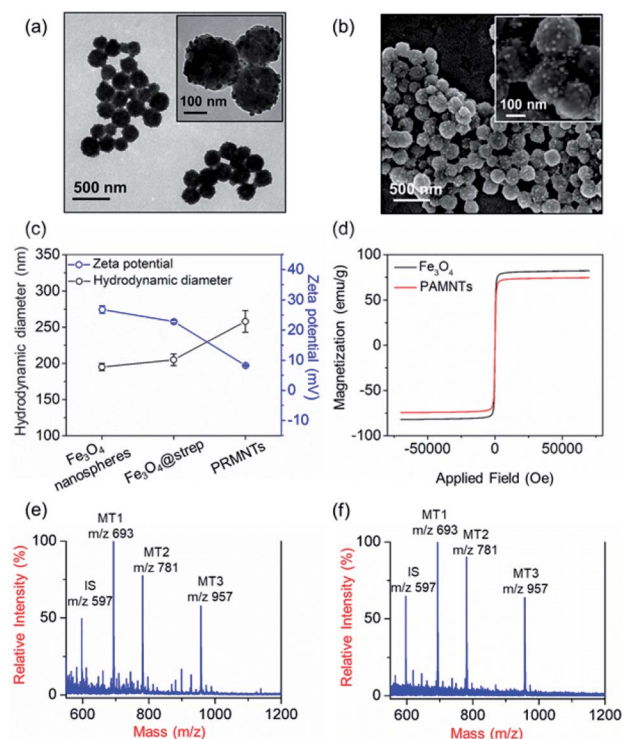 (a)
100 nm
500 nm
(b)
100 nm
500 nm
(c)
Hydrodynamic diameter (nm)
350
300
250
200
150
100
Zeta potential
Hydrodynamic diameter
40
30
20
10
0
-10
Zeta potential (mV)
Fe3O4
nanospheres
Fe3O4@strep
PRMNTs
(d)
Magnetization (emu/g)
100
50
0
-50
-100
Fe3O4
PAMNTs
-50000
0
50000
Applied Field (Oe)
(e)
Relative Intensity (%)
100
50
0
IS
m/z 597
MT1
m/z 693
MT2
m/z 781
MT3
m/z 957
600
800
1000
1200
Mass (m/z)
(f)
Relative Intensity (%)
100
50
0
IS
m/z 597
MT1
m/z 693
MT2
m/z 781
MT3
m/z 957
600
800
1000
1200
Mass (m/z)